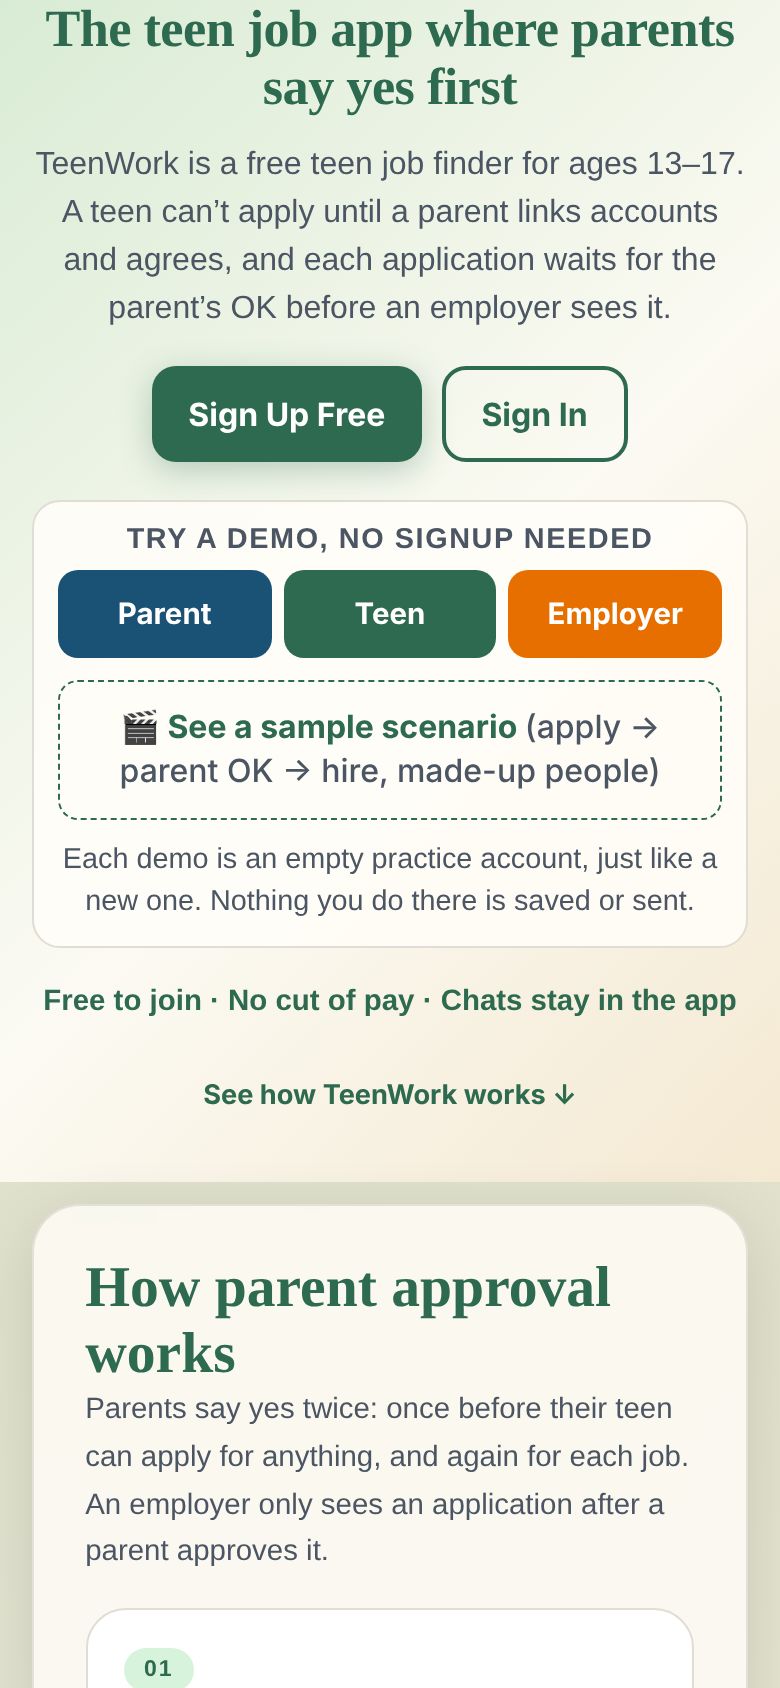 The teen job app where parents
say yes first
TeenWork is a free teen job finder for ages 13–17.
A teen can’t apply until a parent links accounts
and agrees, and each application waits for the
parent’s OK before an employer sees it.
Sign Up Free
Sign In
TRY A DEMO, NO SIGNUP NEEDED
Parent
Teen
Employer
🎬 See a sample scenario (apply →
parent OK → hire, made-up people)
Each demo is an empty practice account, just like a
new one. Nothing you do there is saved or sent.
Free to join · No cut of pay · Chats stay in the app
See how TeenWork works ↓
How parent approval
works
Parents say yes twice: once before their teen
can apply for anything, and again for each job.
An employer only sees an application after a
parent approves it.
01